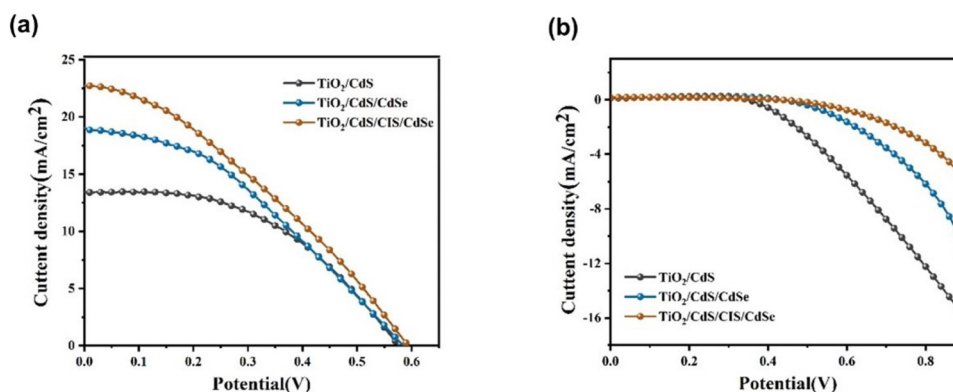 (a)
25
20
15
10
5
0
0.0 0.1 0.2 0.3 0.4 0.5 0.6
Potential(V)
Cuttent density(mA/cm²)
TiO₂/CdS
TiO₂/CdS/CdSe
TiO₂/CdS/CIS/CdSe
(b)
0
-4
-8
-12
-16
0.0 0.2 0.4 0.6 0.8
Potential(V)
Cuttent density(mA/cm²)
TiO₂/CdS
TiO₂/CdS/CdSe
TiO₂/CdS/CIS/CdSe